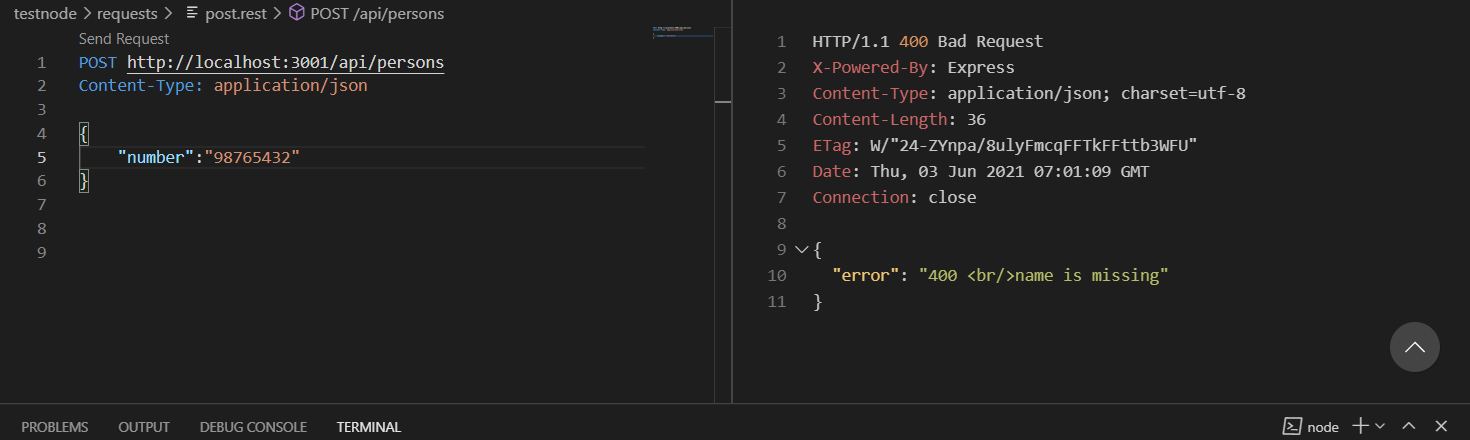 testnode > requests > post.rest > POST /api/persons
Send Request
1 POST http://localhost:3001/api/persons
2 Content-Type: application/json
3
4 {
5 "number":"98765432"
6 }
7
8
9
1 HTTP/1.1 400 Bad Request
2 X-Powered-By: Express
3 Content-Type: application/json; charset=utf-8
4 Content-Length: 36
5 ETag: W/"24-ZYnpa/8ulyFmcqFFTkFFttb3WFU"
6 Date: Thu, 03 Jun 2021 07:01:09 GMT
7 Connection: close
8
9 {
10 "error": "400 <br/>name is missing"
11 }
PROBLEMS OUTPUT DEBUG CONSOLE TERMINAL node